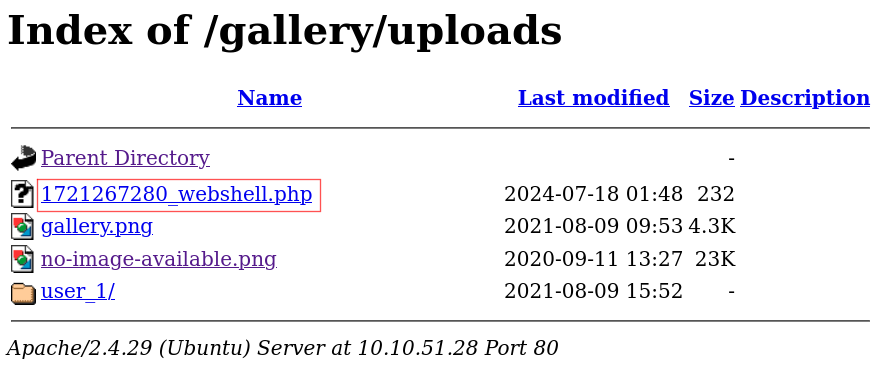 Index of /gallery/uploads
Name Last modified Size Description
Parent Directory -
1721267280_webshell.php 2024-07-18 01:48 232
gallery.png 2021-08-09 09:53 4.3K
no-image-available.png 2020-09-11 13:27 23K
user_1/ 2021-08-09 15:52 -
Apache/2.4.29 (Ubuntu) Server at 10.10.51.28 Port 80